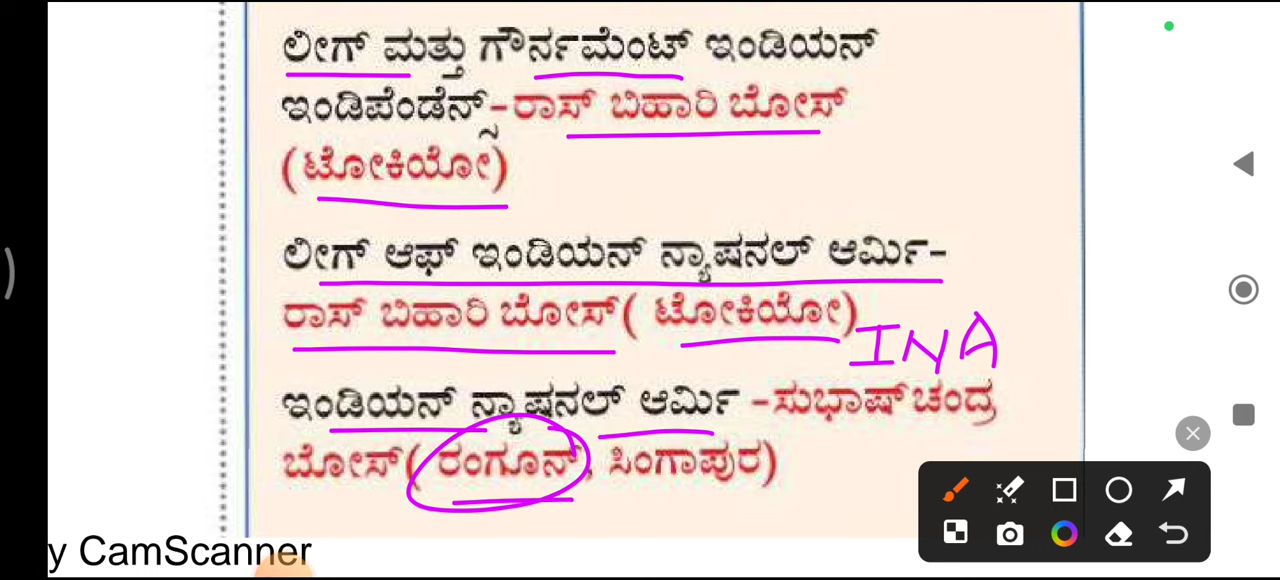 ಲೀಗ್ ಮತ್ತು ಗೌರ್ನಮೆಂಟ್ ಇಂಡಿಯನ್
ಇಂಡಿಪೆಂಡೆನ್ಸ್-ರಾಸ್ ಬಿಹಾರಿ ಬೋಸ್
(ಟೋಕಿಯೋ)
ಲೀಗ್ ಆಫ್ ಇಂಡಿಯನ್ ನ್ಯಾಷನಲ್ ಆರ್ಮಿ-
ರಾಸ್ ಬಿಹಾರಿ ಬೋಸ್( ಟೋಕಿಯೋ)
INA
ಇಂಡಿಯನ್ ನ್ಯಾಷನಲ್ ಆರ್ಮಿ -ಸುಭಾಷ್ ಚಂದ್ರ
ಬೋಸ್( ರಂಗೂನ್, ಸಿಂಗಾಪುರ)
y CamScanner